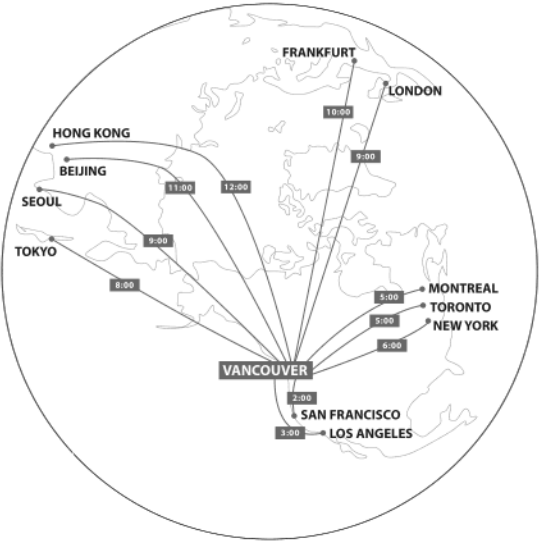 FRANKFURT
LONDON
10:00
9:00
HONG KONG
BEIJING
11:00
12:00
SEOUL
9:00
TOKYO
8:00
5:00
MONTREAL
5:00
TORONTO
6:00
NEW YORK
VANCOUVER
2:00
SAN FRANCISCO
3:00
LOS ANGELES